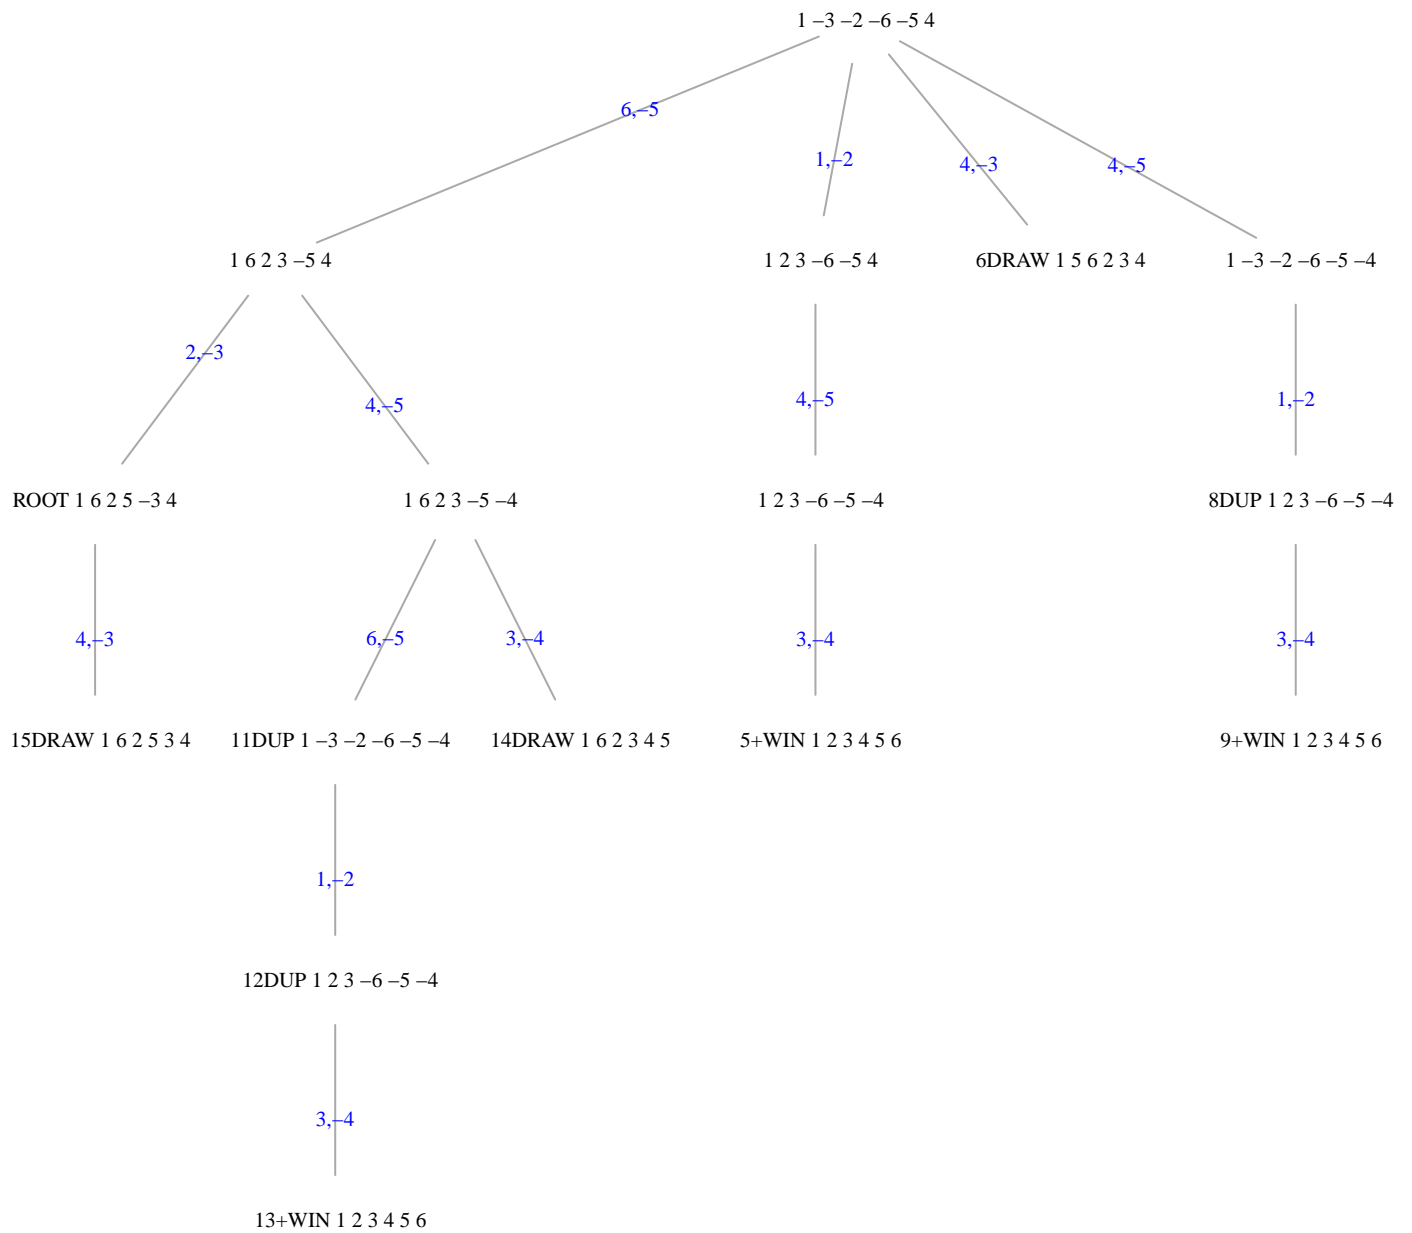 1 –3 –2 –6 –5 4
6,–5
1,–2
4,–3
4,–5
1 6 2 3 –5 4
1 2 3 –6 –5 4
6DRAW 1 5 6 2 3 4
1 –3 –2 –6 –5 –4
2,–3
4,–5
4,–5
1,–2
ROOT 1 6 2 5 –3 4
1 6 2 3 –5 –4
1 2 3 –6 –5 –4
8DUP 1 2 3 –6 –5 –4
4,–3
6,–5
3,–4
3,–4
3,–4
15DRAW 1 6 2 5 3 4
11DUP 1 –3 –2 –6 –5 –4
14DRAW 1 6 2 3 4 5
5+WIN 1 2 3 4 5 6
9+WIN 1 2 3 4 5 6
1,–2
12DUP 1 2 3 –6 –5 –4
3,–4
13+WIN 1 2 3 4 5 6